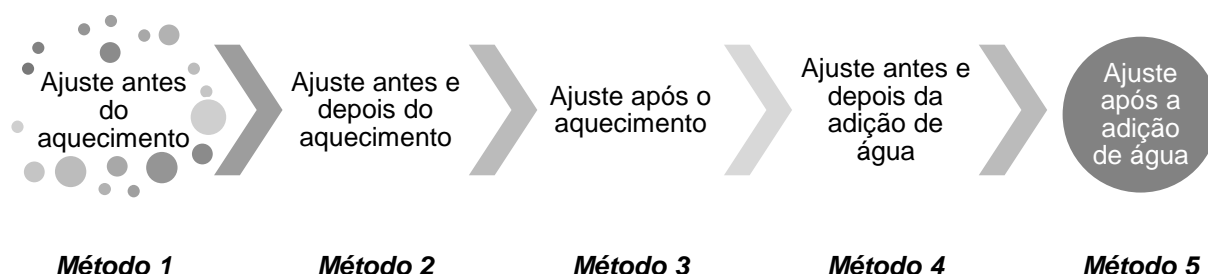 Ajuste antes
do
aquecimento
Ajuste antes e
depois do
aquecimento
Ajuste após o
aquecimento
Ajuste antes e
depois da
adição de
água
Ajuste
após a
adição
de água
Método 1
Método 2
Método 3
Método 4
Método 5